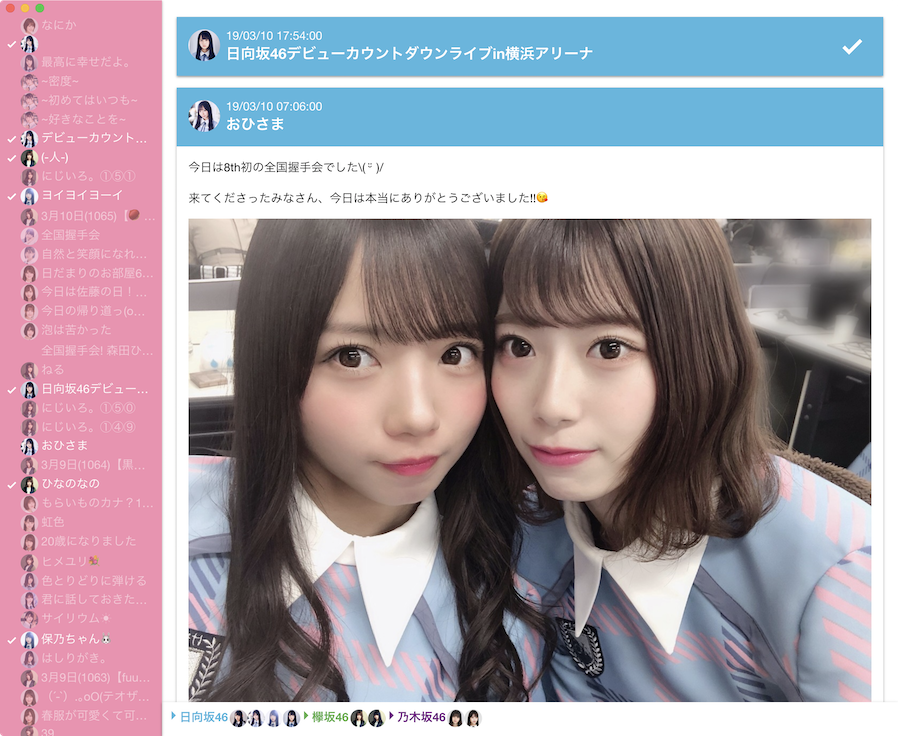 なにか
最高に幸せだよ。
~密度~
~初めてはいつも~
~好きなことを~
デビューカウント…
(-人-)
にじいろ。①⑤①
ヨイヨイヨーイ
3月10日(1065)【🏈 …
全国握手会
自然と笑顔になれ…
日だまりのお部屋6…
今日は佐藤の日！…
今日の帰り道っ(o…
泡は苦かった
全国握手会! 森田ひ…
ねる
日向坂46デビュー…
にじいろ。①⑤⓪
にじいろ。①④⑨
おひさま
3月9日(1064)【黒…
ひなのなの
もらいものカナ？1…
虹色
20歳になりました
ヒメユリ
色とりどりに弾ける
君に話しておきた…
サイリウム☀
保乃ちゃん
はしりがき。
3月9日(1063)【fuu…
春服が可愛くて可…
39
19/03/10 17:54:00
日向坂46デビューカウントダウンライブin横浜アリーナ
19/03/10 07:06:00
おひさま
今日は8th初の全国握手会でした\(¨̮ )/
来てくださったみなさん、今日は本当にありがとうございました!!😘
日向坂46 欅坂46 乃木坂46